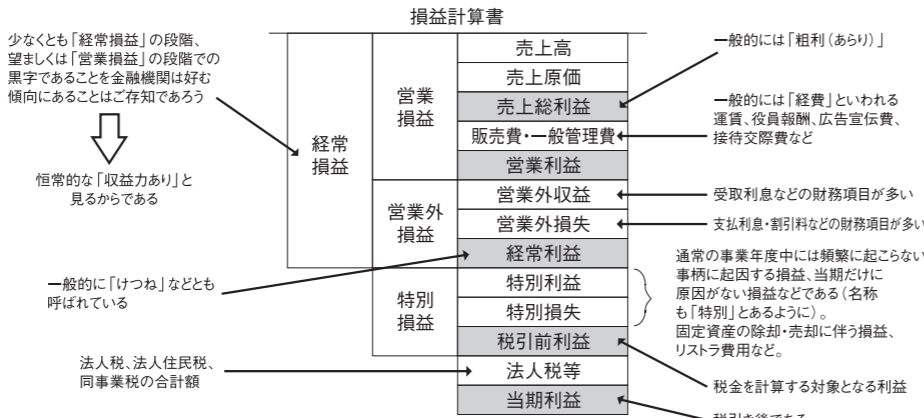 損益計算書
少なくとも「経常損益」の段階、
望ましくは「営業損益」の段階での
黒字であることを金融機関は好む
傾向にあることはご存知であろう
恒常的な「収益力あり」と
見るからである
一般的に「けつね」などとも
呼ばれている
法人税、法人住民税、
同事業税の合計額
経常
損益
営業
損益
営業外
損益
特別
損益
売上高
売上原価
売上総利益
販売費・一般管理費
営業利益
営業外収益
営業外損失
経常利益
特別利益
特別損失
税引前利益
法人税等
当期利益
一般的には「粗利(あらり)」
一般的には「経費」といわれる
運賃、役員報酬、広告宣伝費、
接待交際費など
受取利息などの財務項目が多い
支払利息・割引料などの財務項目が多い
通常の事業年度中には頻繁に起こらない
事柄に起因する損益、当期だけに
原因がない損益などである(名称
も「特別」とあるように)。
固定資産の除却・売却に伴う損益、
リストラ費用など。
税金を計算する対象となる利益
税引き後である